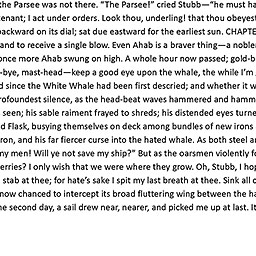 the Parsee was not there. "The Parsee!" cried Stubb—"he must ha
tenant; I act under orders. Look thou, underling! that thou obeyest
backward on its dial; sat due eastward for the earliest sun. CHAPTE
and to receive a single blow. Even Ahab is a braver thing—a noble
once more Ahab swung on high. A whole hour now passed; gold-b
-bye, mast-head—keep a good eye upon the whale, the while I'm
d since the White Whale had been first descried; and whether it w
rofoundest silence, as the head-beat waves hammered and hamm
seen; his sable raiment frayed to shreds; his distended eyes turne
d Flask, busying themselves on deck among bundles of new irons
ron, and his far fiercer curse into the hated whale. As both steel ar
my men! Will ye not save my ship?" But as the oarsmen violently fo
erries? I only wish that we were where they grow. Oh, Stubb, I hop
stab at thee; for hate's sake I spit my last breath at thee. Sink all c
now chanced to intercept its broad fluttering wing between the ha
he second day, a sail drew near, nearer, and picked me up at last. It